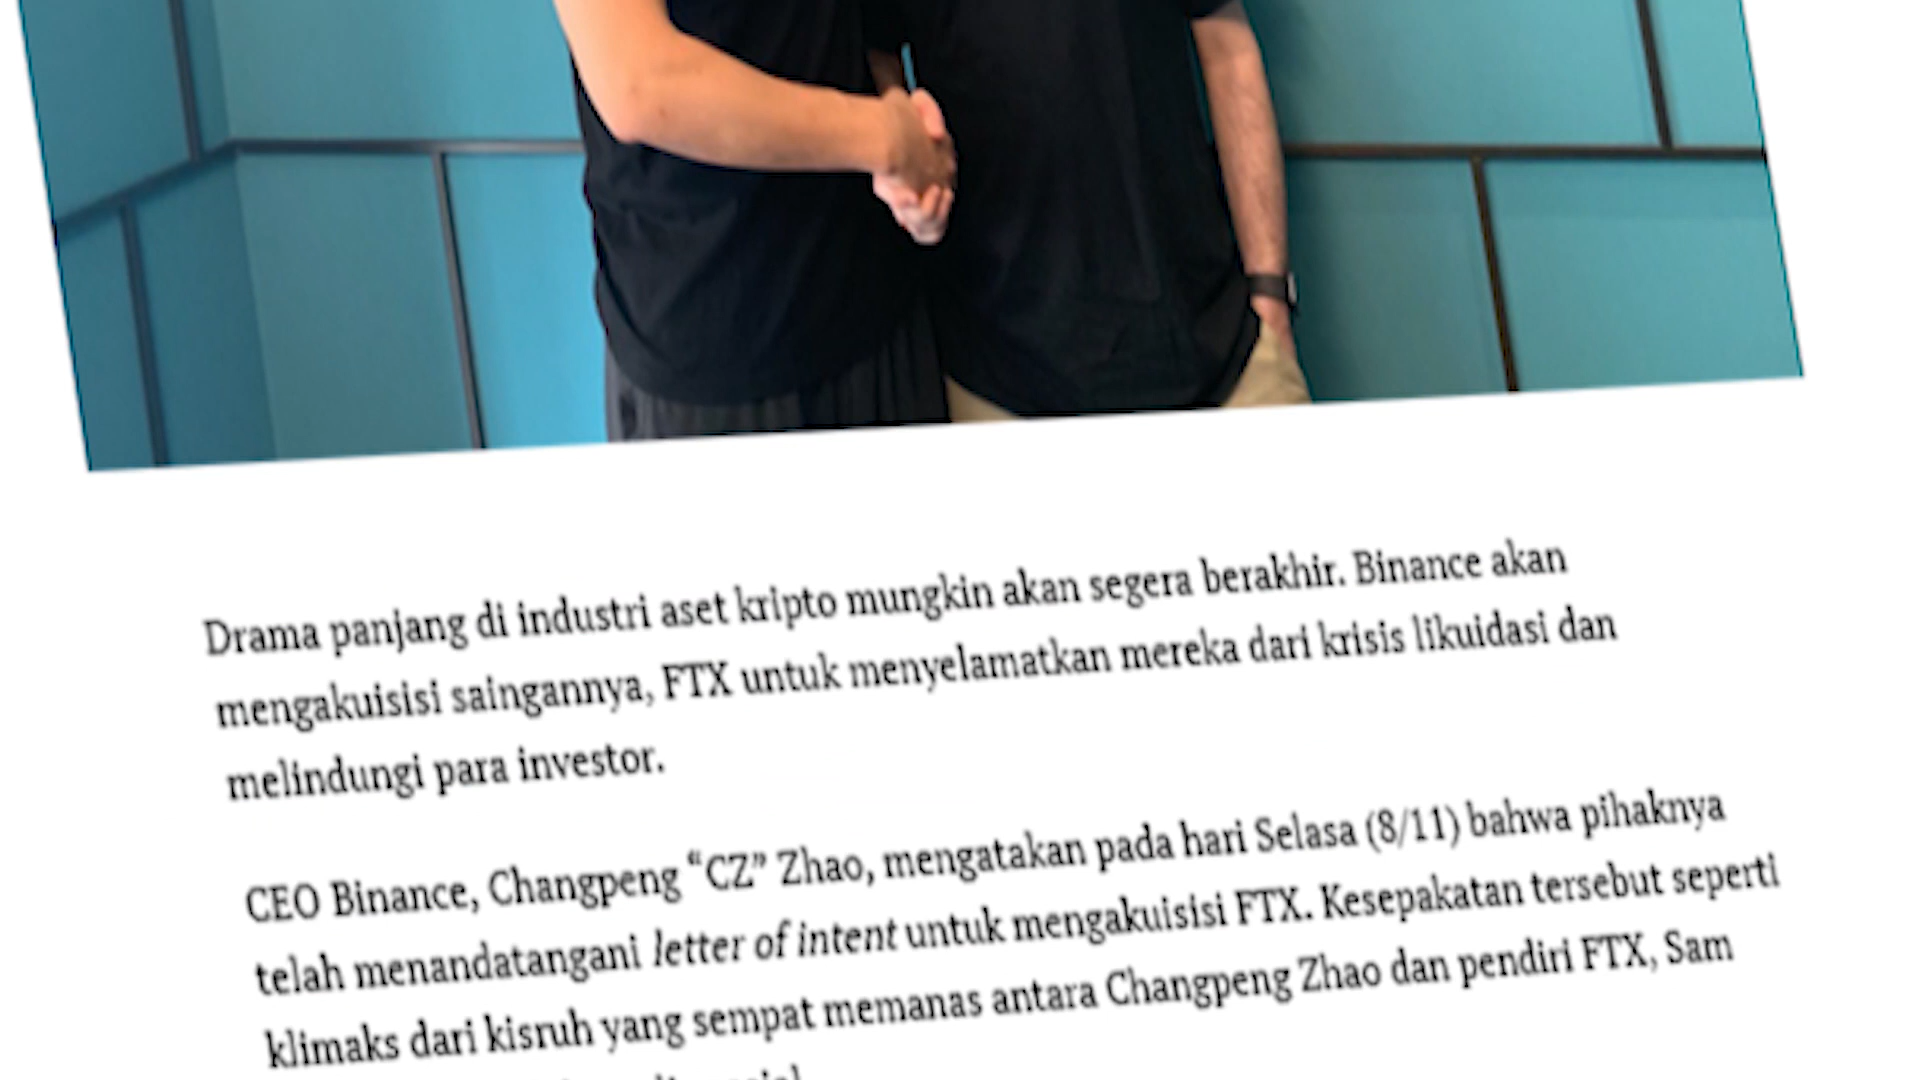 Drama panjang di industri aset kripto mungkin akan segera berakhir. Binance akan
mengakuisisi saingannya, FTX untuk menyelamatkan mereka dari krisis likuidasi dan
melindungi para investor.
CEO Binance, Changpeng “CZ” Zhao, mengatakan pada hari Selasa (8/11) bahwa pihaknya
telah menandatangani letter of intent untuk mengakuisisi FTX. Kesepakatan tersebut seperti
klimaks dari kisruh yang sempat memanas antara Changpeng Zhao dan pendiri FTX, Sam